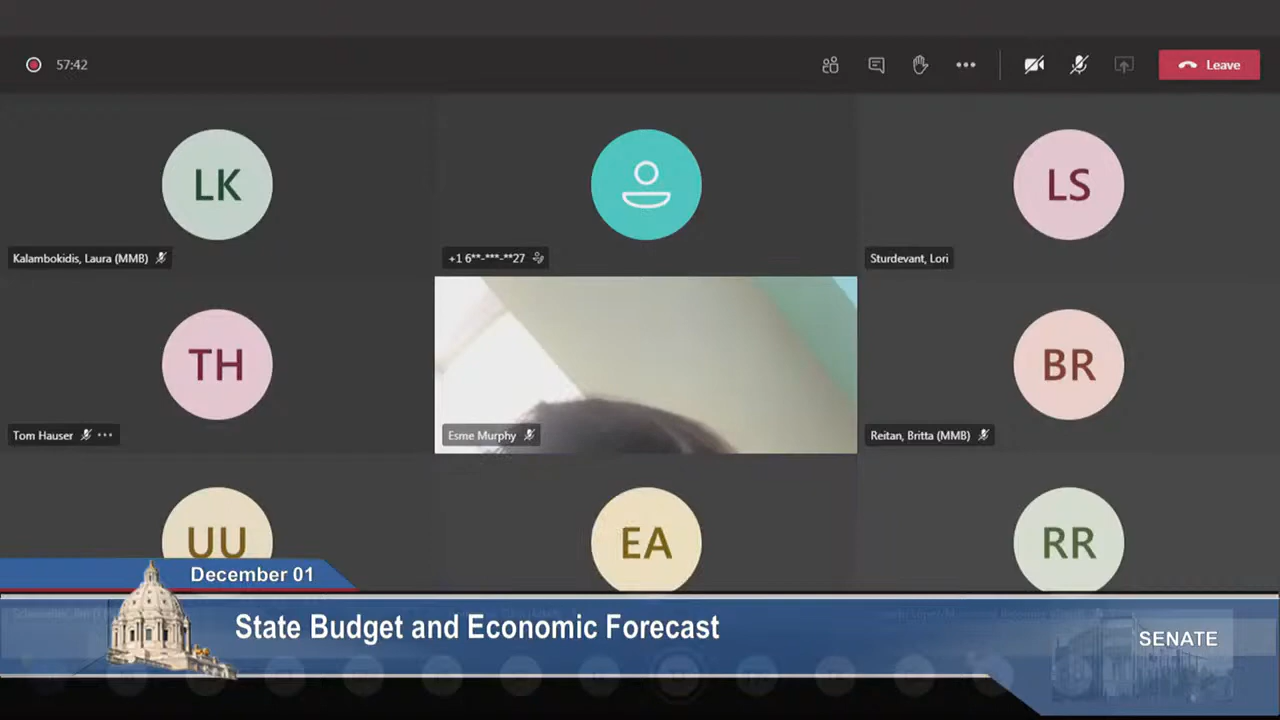 57:42
Leave
LK
LS
Kalambokidis, Laura (MMB)
+1 6**-***-**27
Sturdevant, Lori
TH
BR
Tom Hauser
Esme Murphy
Reitan, Britta (MMB)
UU
EA
RR
December 01
State Budget and Economic Forecast
SENATE